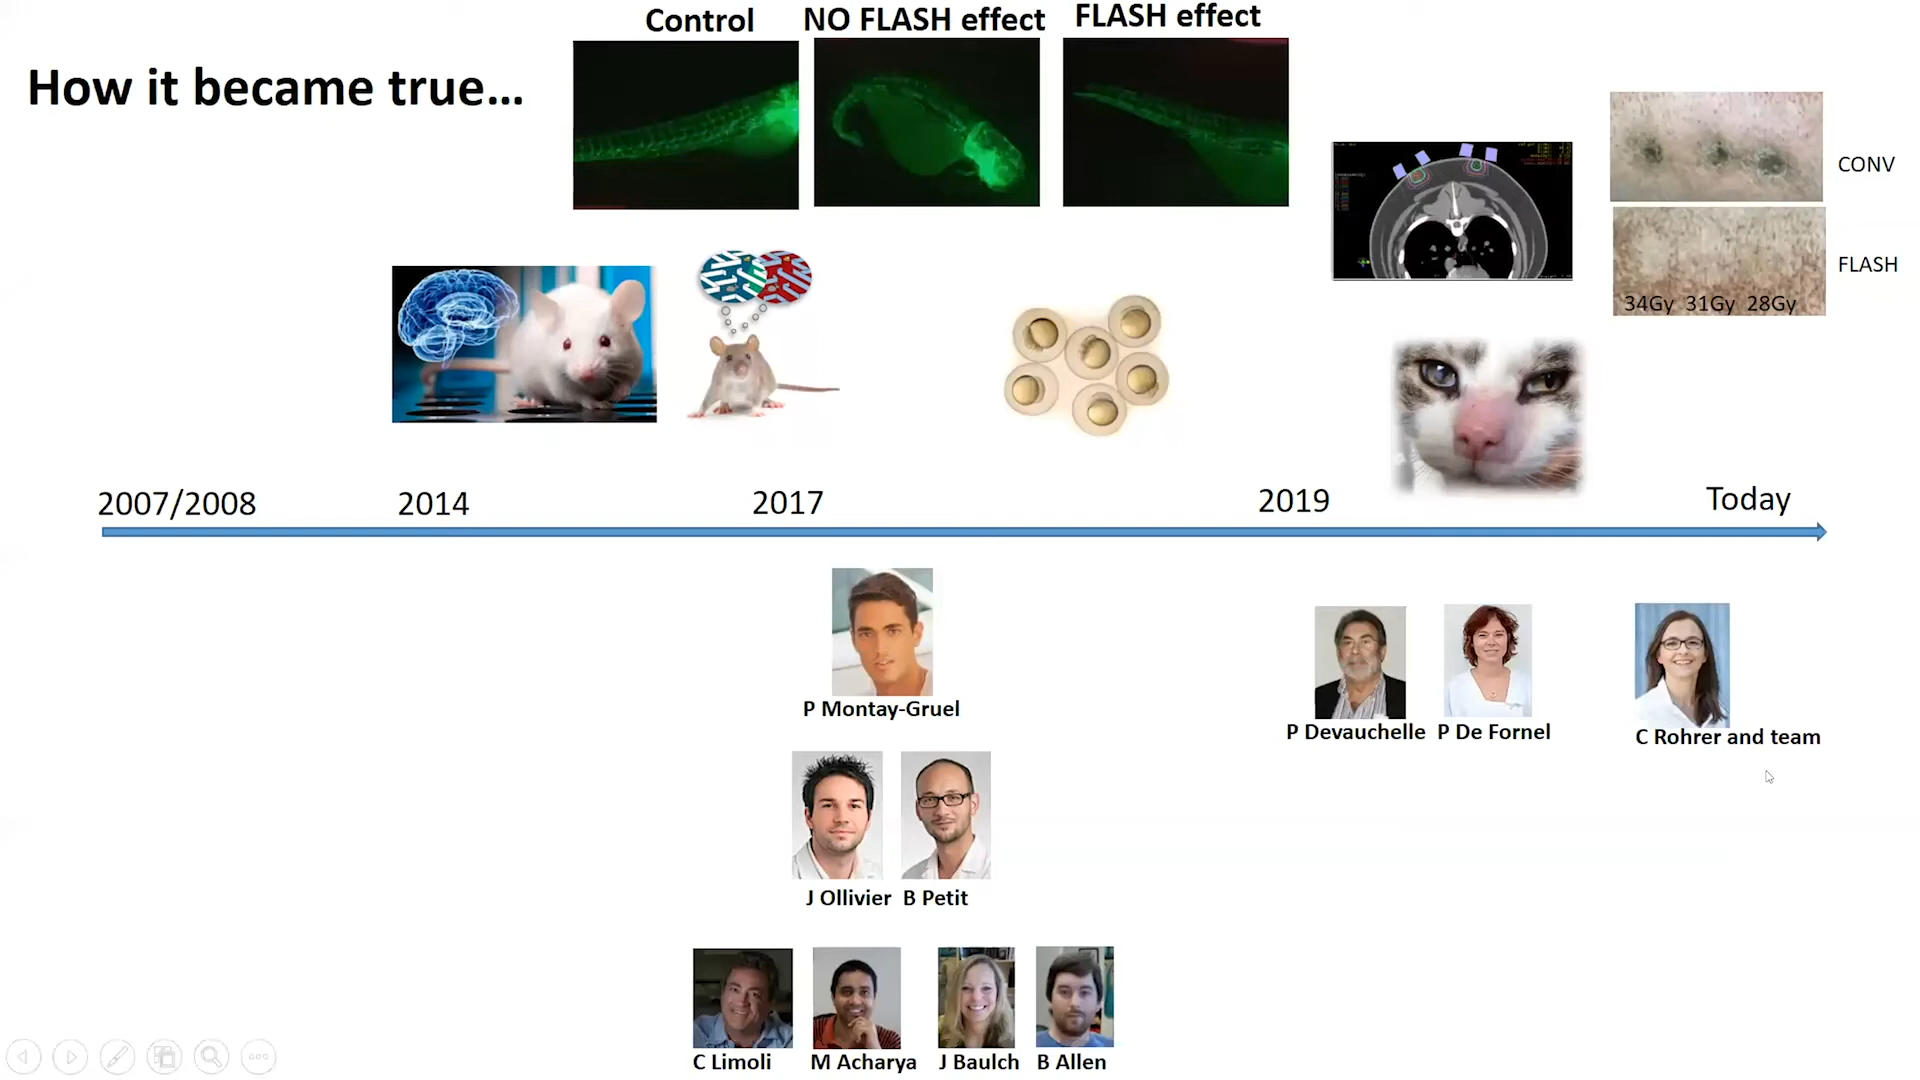 Control
NO FLASH effect
FLASH effect
How it became true...
CONV
FLASH
34Gy 31Gy 28Gy
2007/2008
2014
2017
2019
Today
P Montay-Gruel
P Devauchelle
P De Fornel
C Rohrer and team
J Ollivier
B Petit
C Limoli
M Acharya
J Baulch
B Allen